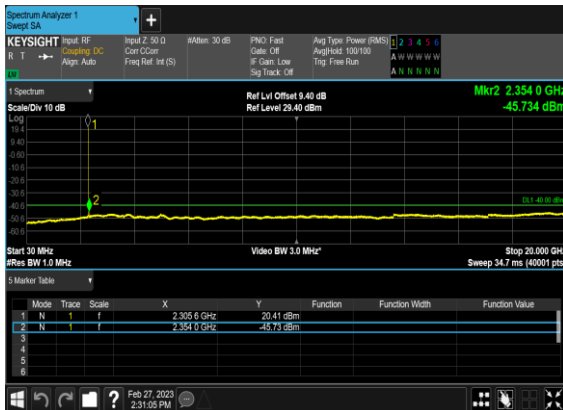 Spectrum Analyzer 1
Swept SA
+
KEYSIGHT
R T
Input: RF
Coupling: DC
Align: Auto
Input Z: 50 Ω
Corr CCorr
Freq Ref: Int (S)
#Atten: 30 dB
PNO: Fast
Gate: Off
IF Gain: Low
Sig Track: Off
Avg Type: Power (RMS)
Avg|Hold: 100/100
Trig: Free Run
1 2 3 4 5 6
A W W W W W
A N N N N N
1 Spectrum
Scale/Div 10 dB
Ref Lvl Offset 9.40 dB
Ref Level 29.40 dBm
Mkr2 2.354 0 GHz
-45.734 dBm
Log
19.4
9.40
-0.60
-10.6
-20.6
-30.6
-40.6
-50.6
-60.6
1
2
DL1 -40.00 dBm
Start 30 MHz
#Res BW 1.0 MHz
Video BW 3.0 MHz*
Stop 20.000 GHz
Sweep 34.7 ms (40001 pts)
5 Marker Table
Mode Trace Scale X Y Function Function Width Function Value
1 N 1 f 2.305 6 GHz 20.41 dBm
2 N 1 f 2.354 0 GHz -45.73 dBm
3
4
5
6
?
Feb 27, 2023
2:31:05 PM